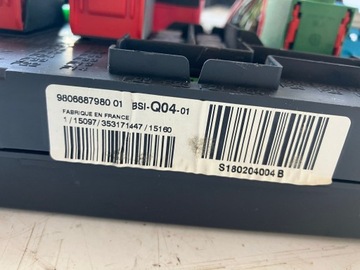 9806687980 01 BSI-Q04-01
FABRIQUE EN FRANCE
1/15097/353171447/15160
S180204004 B